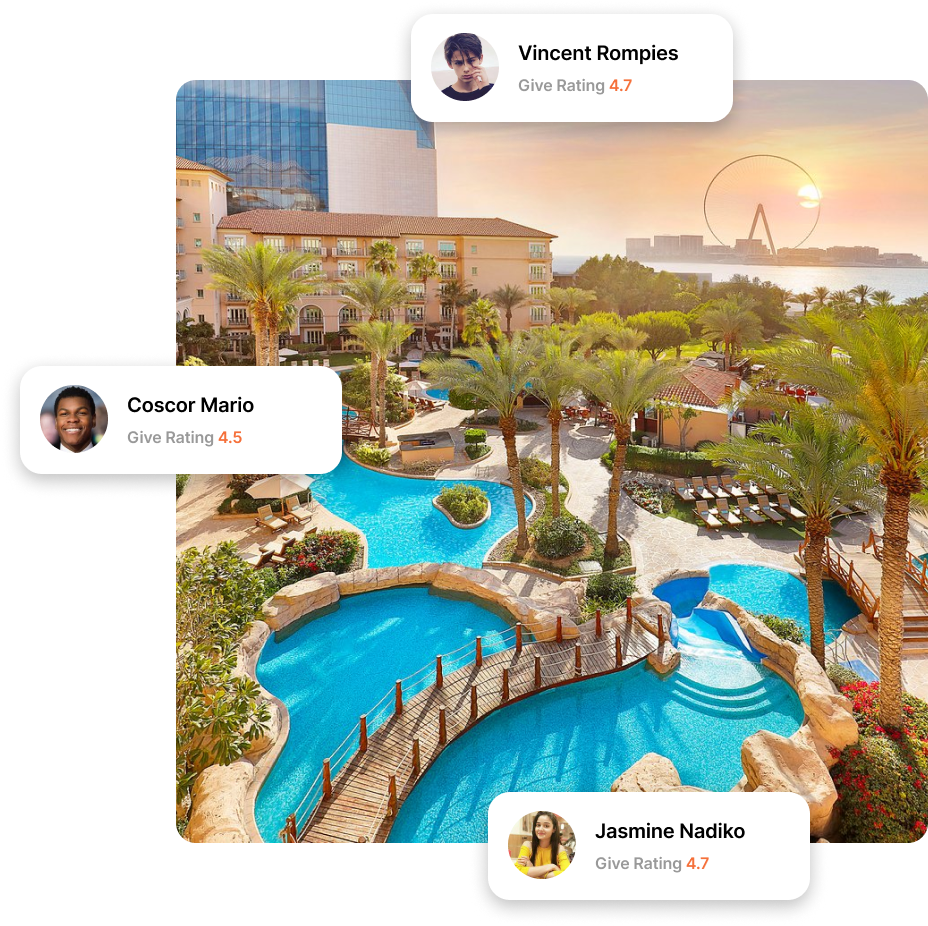 Vincent Rompies
Give Rating 4.7
Coscor Mario
Give Rating 4.5
Jasmine Nadiko
Give Rating 4.7